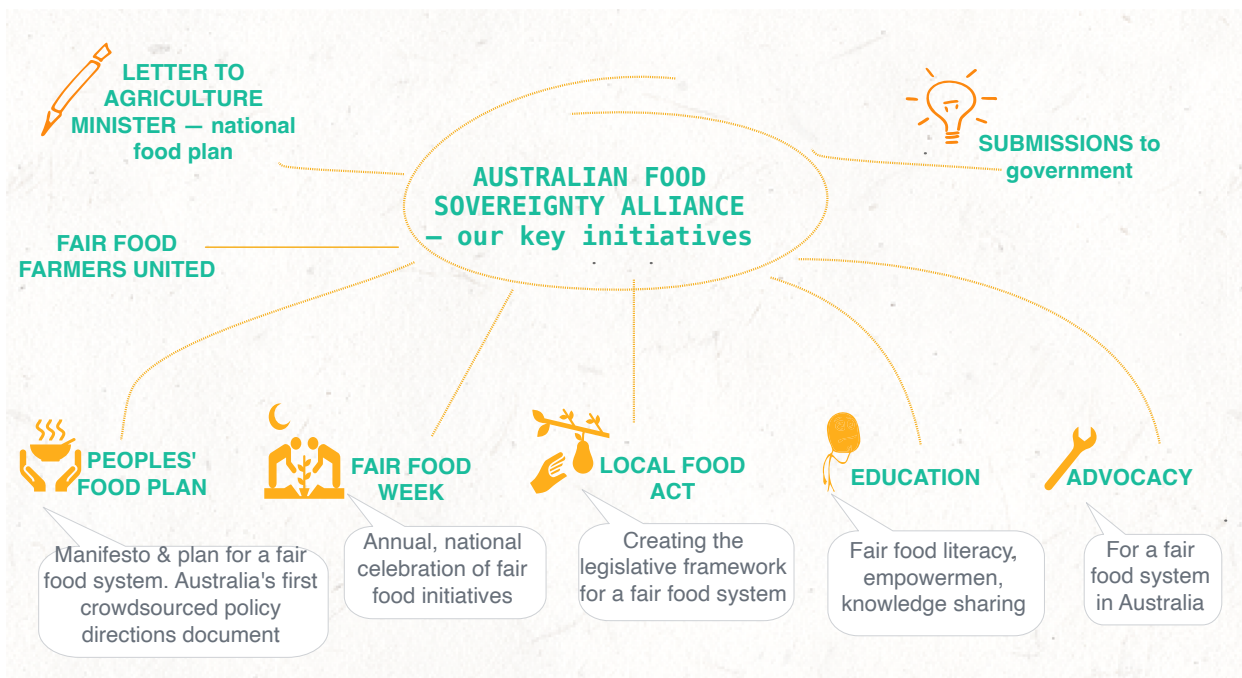 LETTER TO
AGRICULTURE
MINISTER — national
food plan
SUBMISSIONS to
government
AUSTRALIAN FOOD
SOVEREIGNTY ALLIANCE
— our key initiatives
FAIR FOOD
FARMERS UNITED
PEOPLES'
FOOD PLAN
Manifesto & plan for a fair
food system. Australia's first
crowdsourced policy
directions document
FAIR FOOD
WEEK
Annual, national
celebration of fair
food initiatives
LOCAL FOOD
ACT
Creating the
legislative framework
for a fair food system
EDUCATION
Fair food literacy,
empowermen,
knowledge sharing
ADVOCACY
For a fair
food system
in Australia